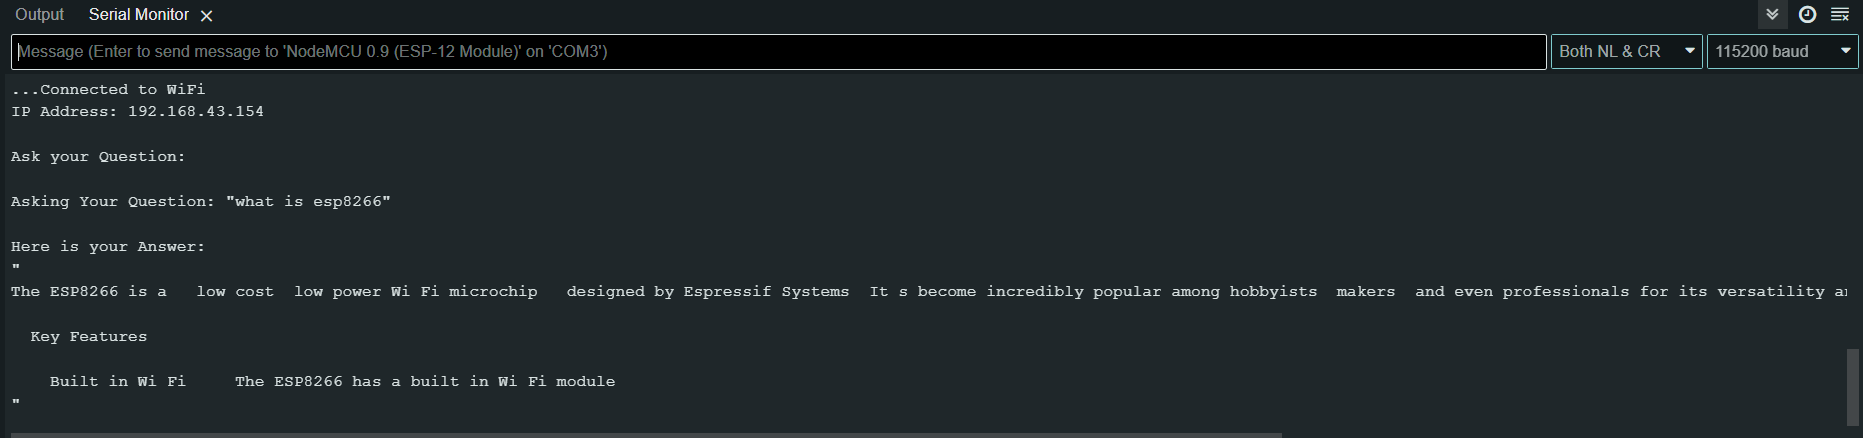 Output Serial Monitor
Message (Enter to send message to 'NodeMCU 0.9 (ESP-12 Module)' on 'COM3') Both NL & CR 115200 baud
...Connected to WiFi
IP Address: 192.168.43.154
Ask your Question:
Asking Your Question: "what is esp8266"
Here is your Answer:
"
The ESP8266 is a   low cost  low power Wi Fi microchip   designed by Espressif Systems  It s become incredibly popular among hobbyists  makers  and even professionals for its versatility
Key Features
Built in Wi Fi     The ESP8266 has a built in Wi Fi module
"